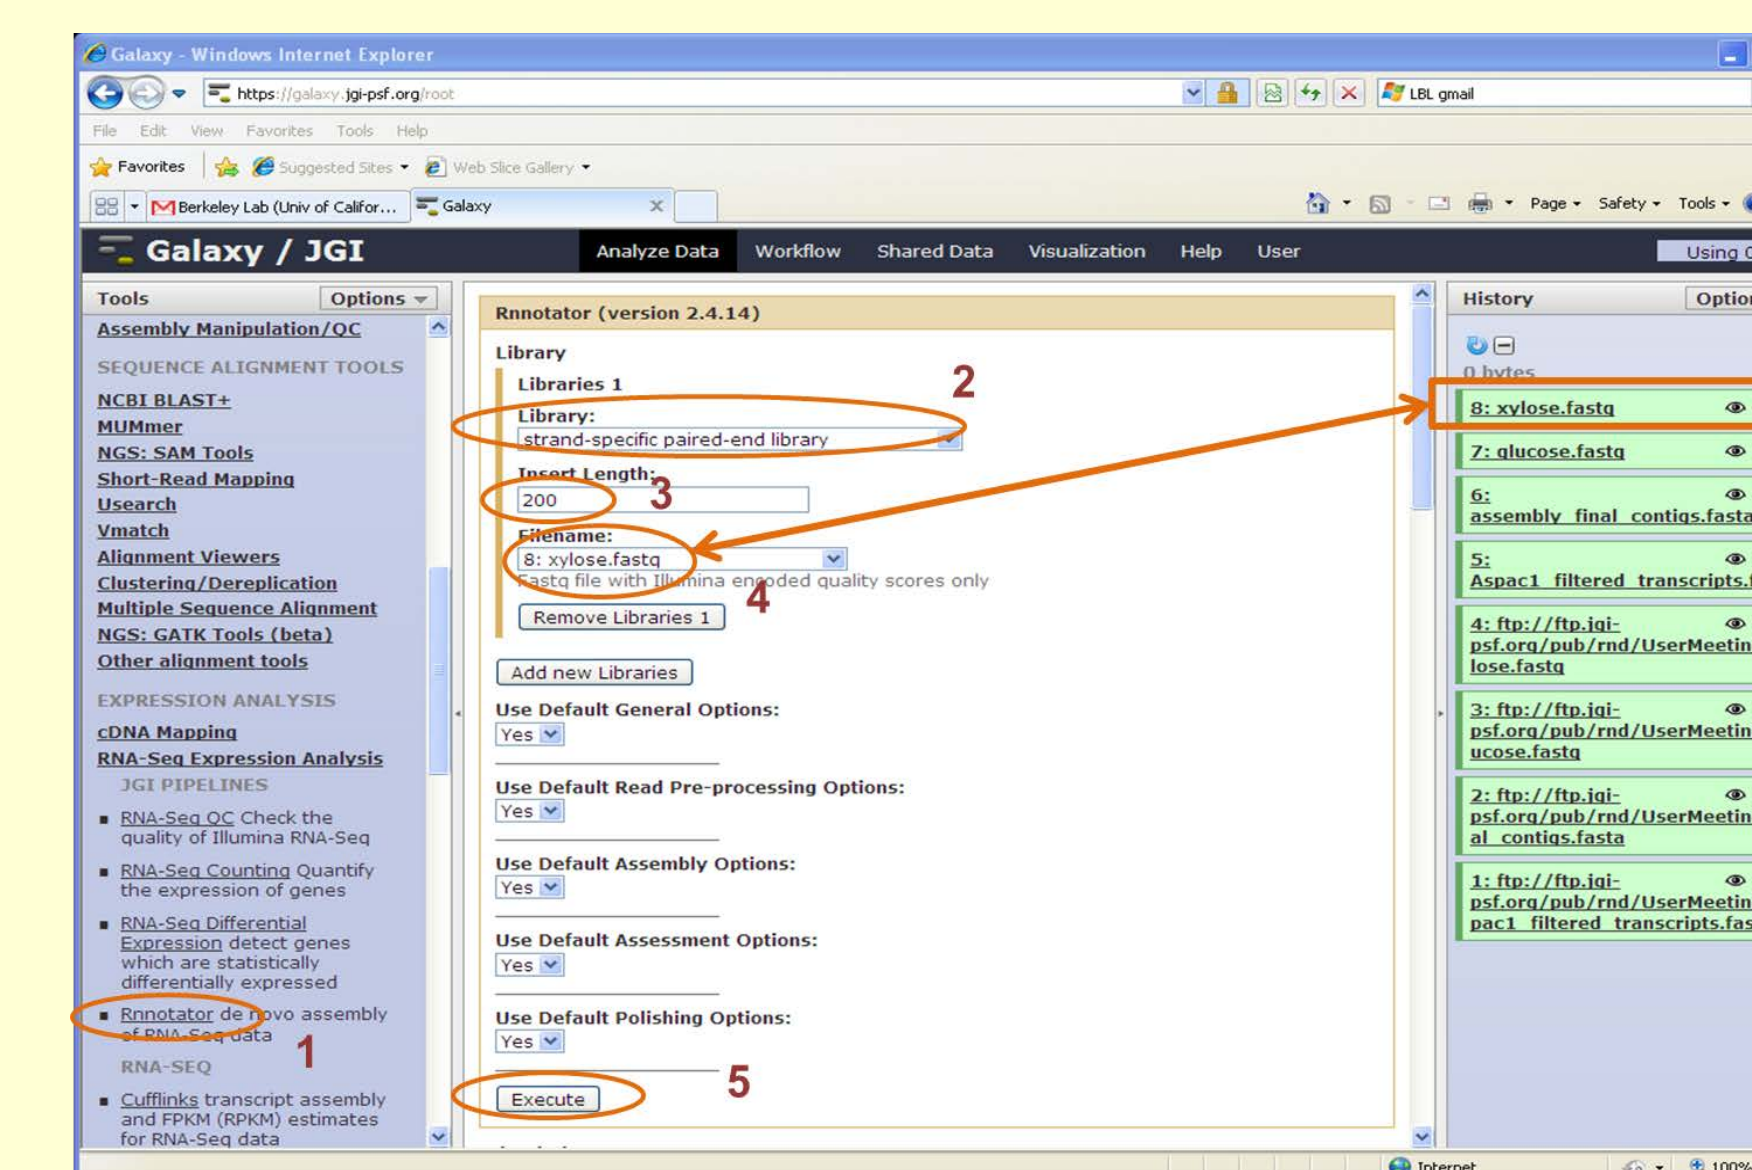 Galaxy - Windows Internet Explorer
https://galaxy.jgi-psf.org/root
LBL gmail
File Edit View Favorites Tools Help
Favorites Suggested Sites Web Slice Gallery
Berkeley Lab (Univ of Califor... Galaxy
Page Safety Tools
Galaxy / JGI
Analyze Data Workflow Shared Data Visualization Help User
Using
Tools
Options
Assembly Manipulation/QC
SEQUENCE ALIGNMENT TOOLS
NCBI BLAST+
MUMmer
NGS: SAM Tools
Short-Read Mapping
Usearch
Vmatch
Alignment Viewers
Clustering/Dereplication
Multiple Sequence Alignment
NGS: GATK Tools (beta)
Other alignment tools
EXPRESSION ANALYSIS
cDNA Mapping
RNA-Seq Expression Analysis
JGI PIPELINES
RNA-Seq QC Check the
quality of Illumina RNA-Seq
RNA-Seq Counting Quantify
the expression of genes
RNA-Seq Differential
Expression detect genes
which are statistically
differentially expressed
Rnnotator de novo assembly
of RNA-Seq data
1
RNA-SEQ
Cufflinks transcript assembly
and FPKM (RPKM) estimates
for RNA-Seq data
Rnnotator (version 2.4.14)
Library
Libraries 1
2
Library:
strand-specific paired-end library
Insert Length:
3
200
Filename:
8: xylose.fastq
Fastq file with Illumina encoded quality scores only
4
Remove Libraries 1
Add new Libraries
Use Default General Options:
Yes
Use Default Read Pre-processing Options:
Yes
Use Default Assembly Options:
Yes
Use Default Assessment Options:
Yes
Use Default Polishing Options:
Yes
5
Execute
History
Option
0 bytes
8: xylose.fastq
7: glucose.fastq
6:
assembly_final_contigs.fasta
5:
Aspac1_filtered_transcripts.f
4: ftp://ftp.jgi-
psf.org/pub/rnd/UserMeetin
lose.fastq
3: ftp://ftp.jgi-
psf.org/pub/rnd/UserMeetin
ucose.fastq
2: ftp://ftp.jgi-
psf.org/pub/rnd/UserMeetin
al_contigs.fasta
1: ftp://ftp.jgi-
psf.org/pub/rnd/UserMeetin
pac1_filtered_transcripts.fas
Internet
100%